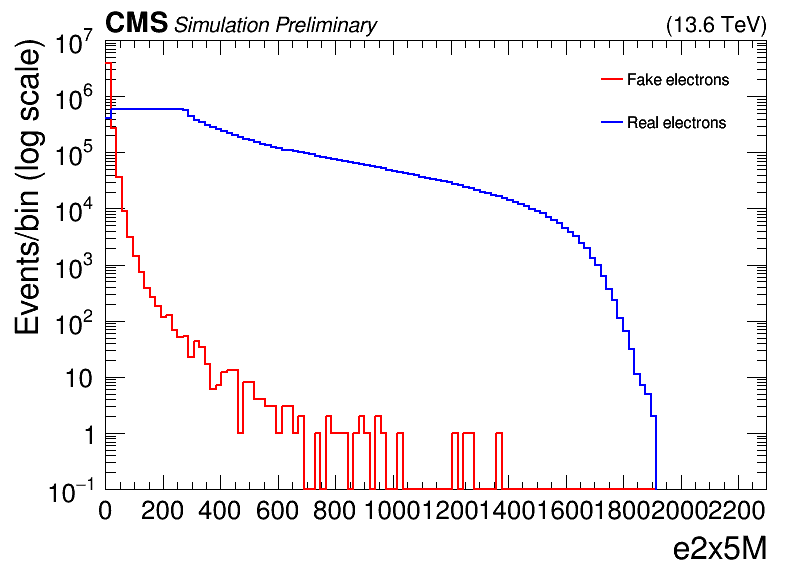 CMS Simulation Preliminary (13.6 TeV)
Events/bin (log scale)
10^7
10^6
10^5
10^4
10^3
10^2
10
1
10^−1
Fake electrons
Real electrons
0 200 400 600 800 1000 1200 1400 1600 1800 2000 2200
e2x5M